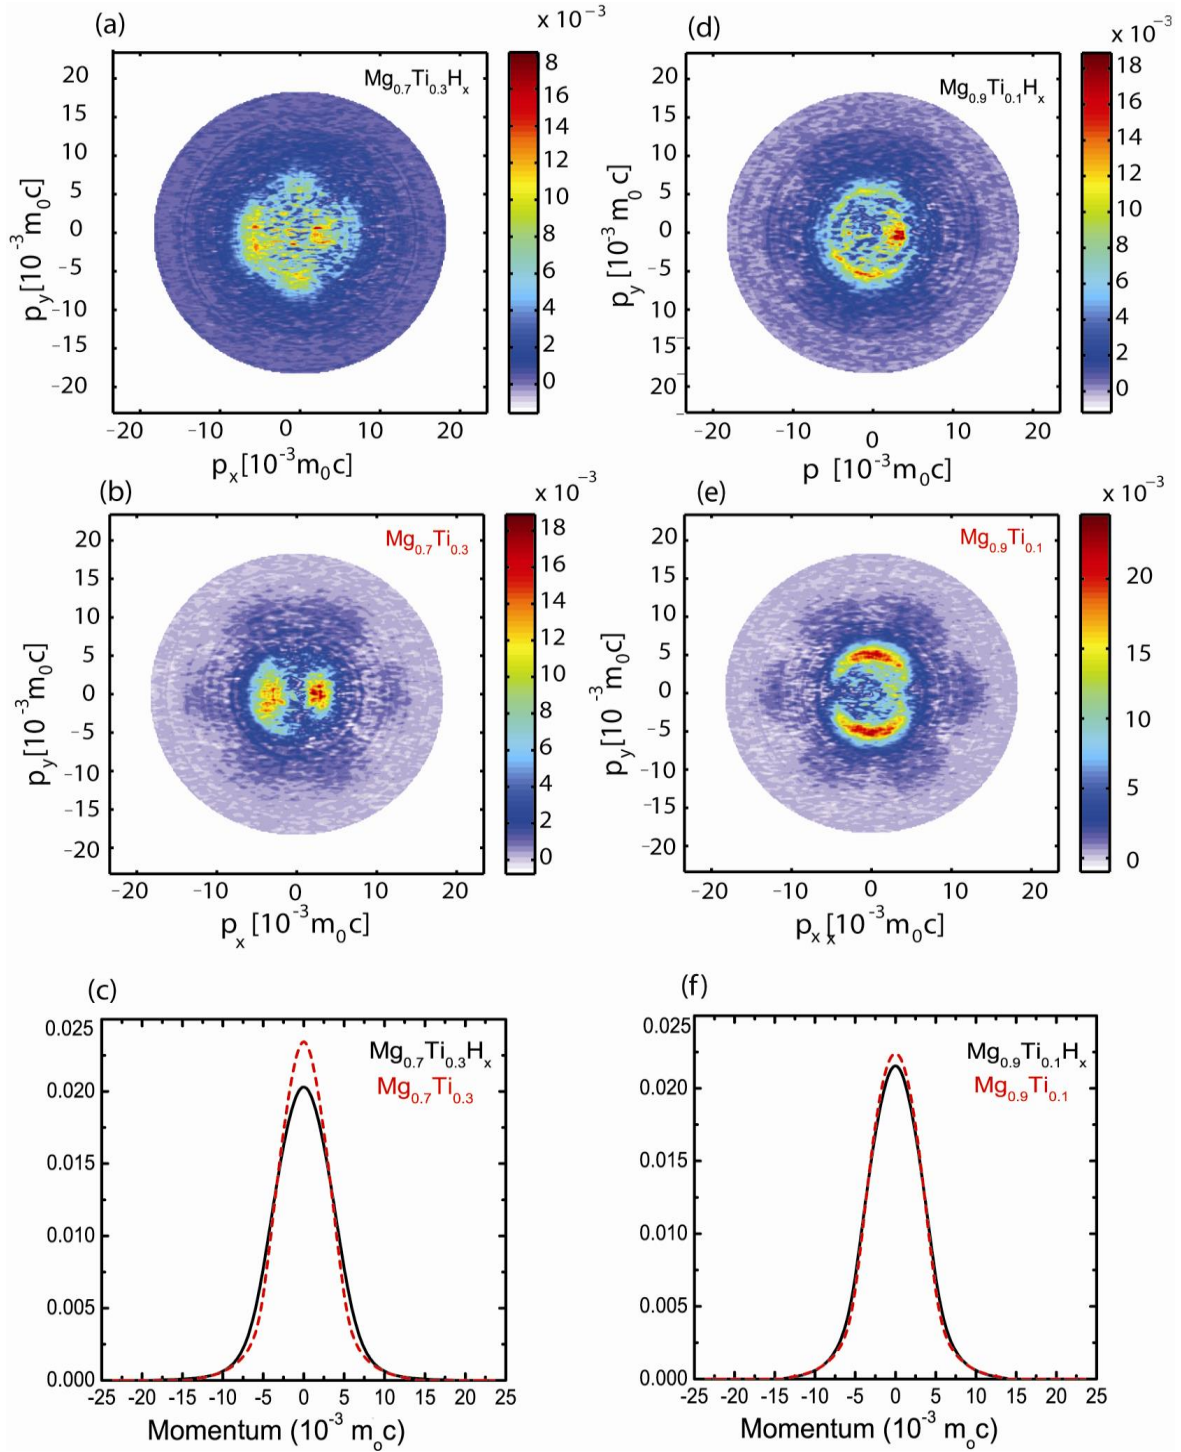 (a)
x 10⁻³
Mg₀.₇Ti₀.₃Hₓ
20
15
10
5
0
−5
−10
−15
−20
p_y[10⁻³m₀c]
−20 −10 0 10 20
pₓ[10⁻³m₀c]
8
16
14
12
10
8
6
4
2
0
(d)
x 10⁻³
Mg₀.₉Ti₀.₁Hₓ
20
15
10
5
0
−5
−10
15
20
p_y[10⁻³m₀c]
−20 −10 0 10 20
p [10⁻³m₀c]
18
16
14
12
10
8
6
4
2
0
(b)
x 10⁻³
Mg₀.₇Ti₀.₃
20
15
10
5
0
−5
−10
−15
−20
p_y[10⁻³m₀c]
−20 −10 0 10 20
pₓ[10⁻³m₀c]
18
16
14
12
10
8
6
4
2
0
(e)
x 10⁻³
Mg₀.₉Ti₀.₁
20
15
10
5
0
−5
−10
−15
−20
p_y[10⁻³m₀c]
−20 −10 0 10 20
pₓ ₓ[10⁻³m₀c]
20
15
10
5
0
(c)
Mg₀.₇Ti₀.₃Hₓ
Mg₀.₇Ti₀.₃
0.025
0.020
0.015
0.010
0.005
0.000
-25 -20 -15 -10 -5 0 5 10 15 20 25
Momentum (10⁻³ mₒc)
(f)
Mg₀.₉Ti₀.₁Hₓ
Mg₀.₉Ti₀.₁
0.025
0.020
0.015
0.010
0.005
0.000
-25 -20 -15 -10 -5 0 5 10 15 20 25
Momentum (10⁻³ mₒc)